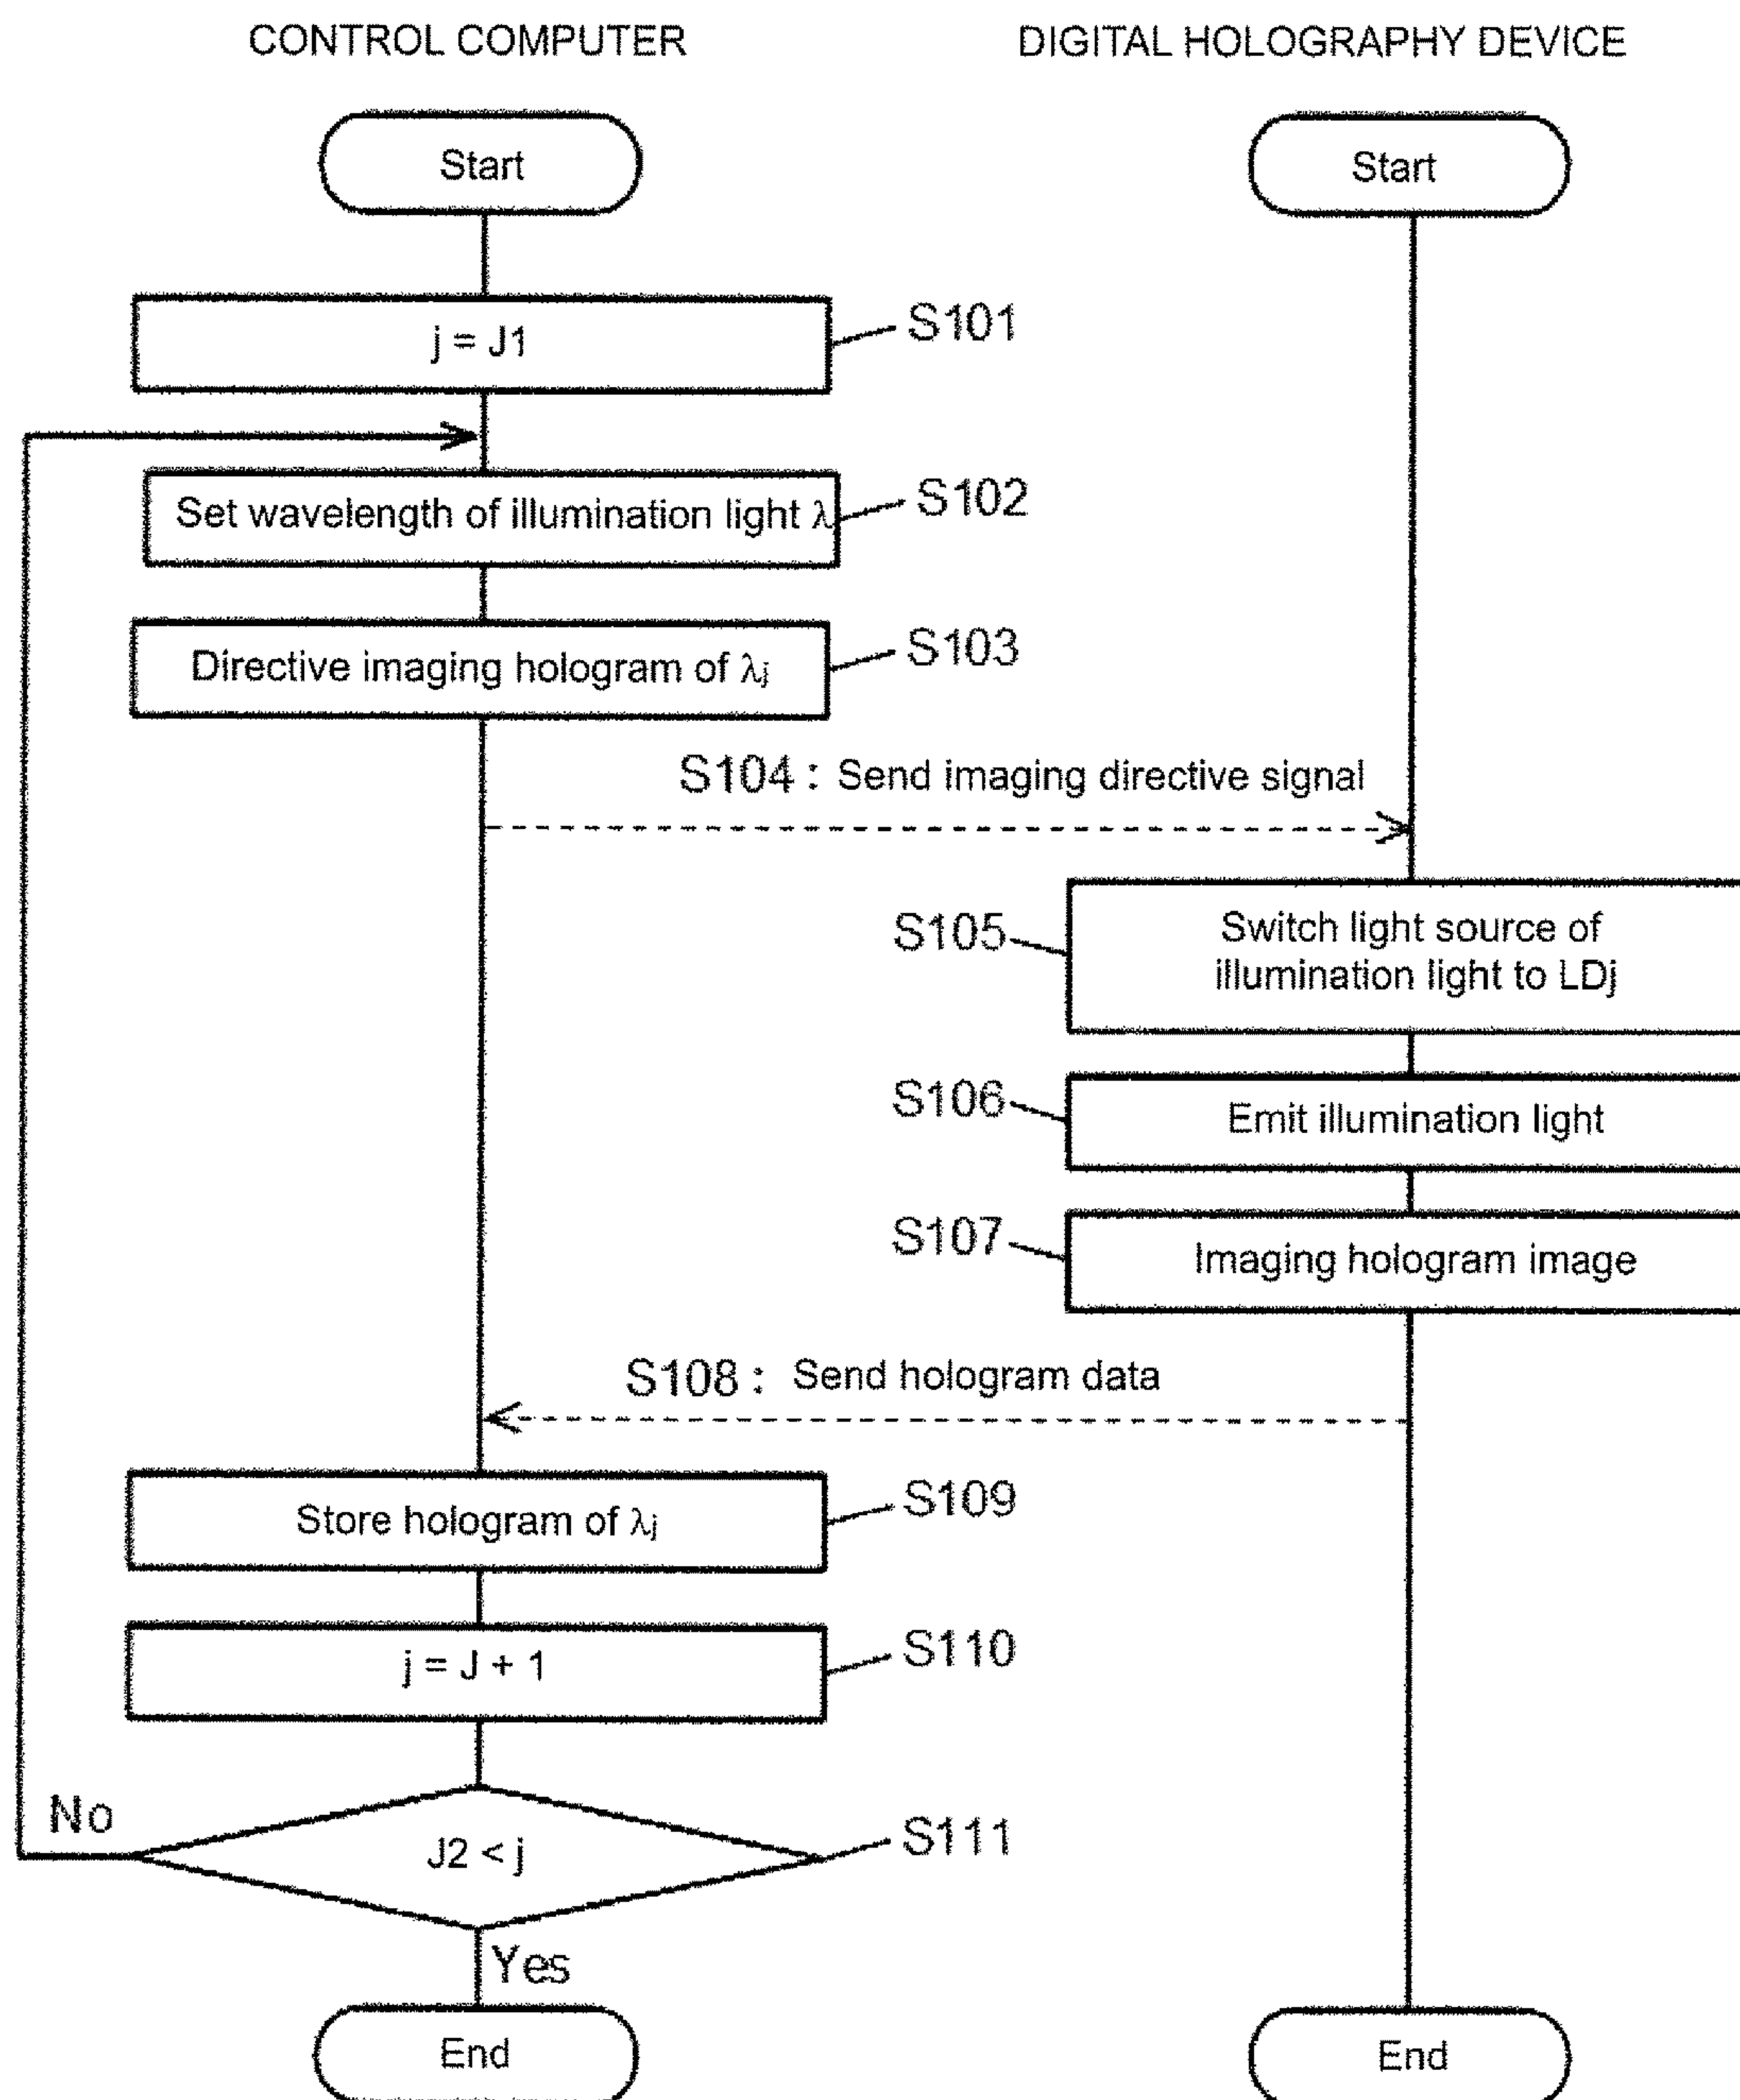 CONTROL COMPUTER
DIGITAL HOLOGRAPHY DEVICE
Start
Start
j = J1
S101
Set wavelength of illumination light λ
S102
Directive imaging hologram of λj
S103
S104 : Send imaging directive signal
S105
Switch light source of
illumination light to LDj
S106
Emit illumination light
S107
Imaging hologram image
S108 : Send hologram data
Store hologram of λj
S109
j = J + 1
S110
No
J2 < j
S111
Yes
End
End